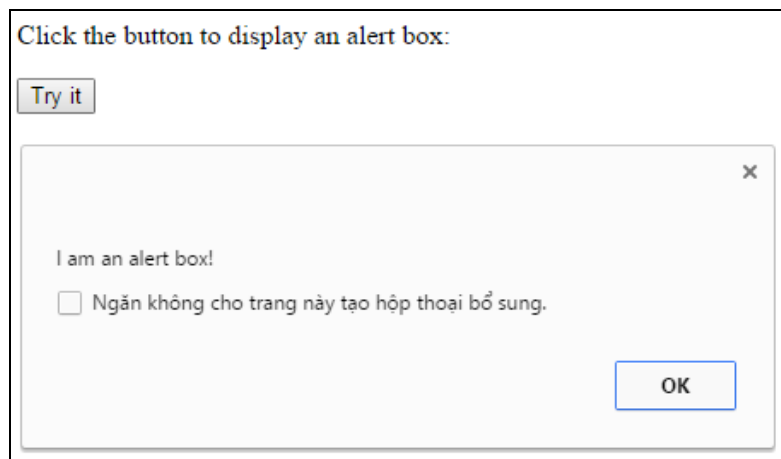 Click the button to display an alert box:
Try it
I am an alert box!
Ngăn không cho trang này tạo hộp thoại bổ sung.
OK